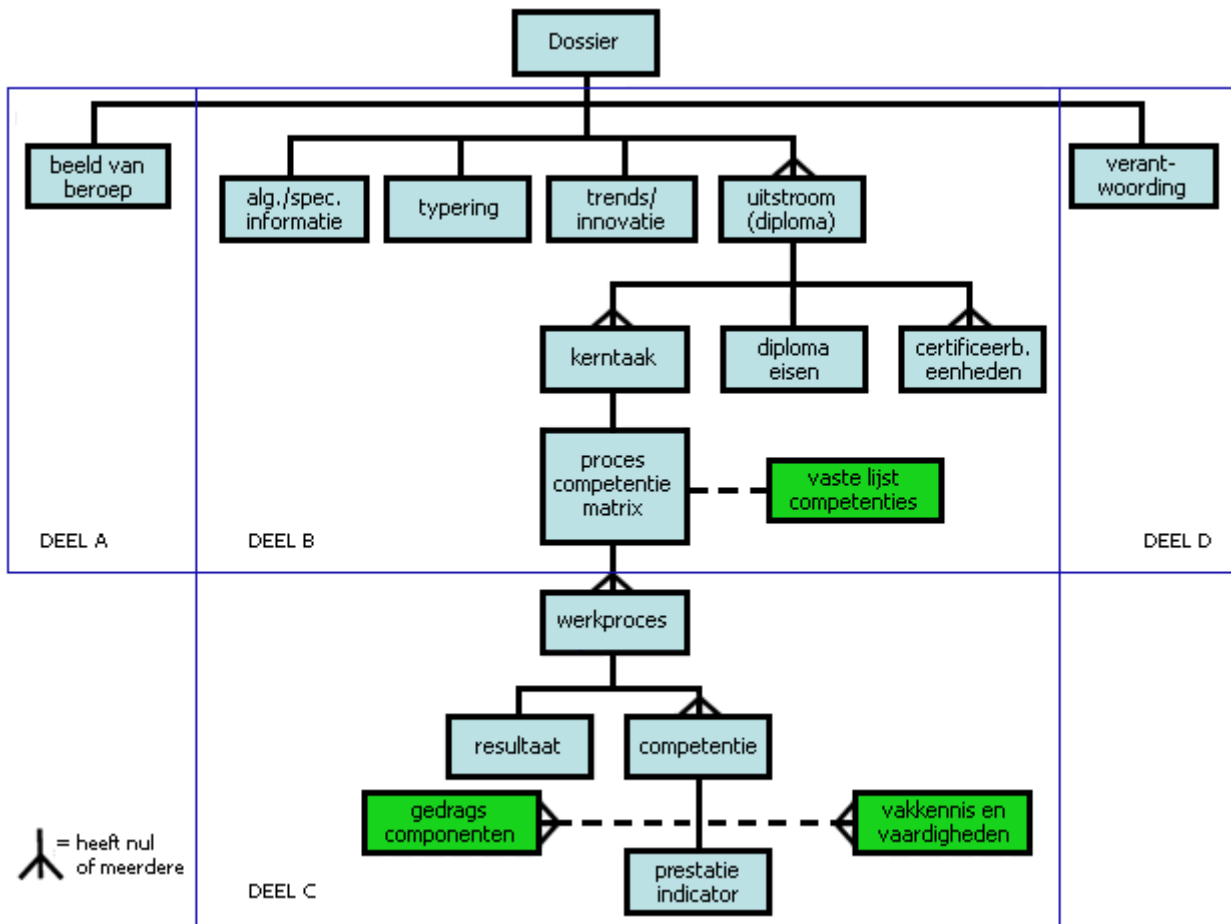 Dossier
beeld van
beroep
alg./spec.
informatie
typering
trends/
innovatie
uitstroom
(diploma)
verant-
woording
kerntaak
diploma
eisen
certificeerb.
eenheden
proces
competentie
matrix
vaste lijst
competenties
DEEL A
DEEL B
DEEL D
werkproces
resultaat
competentie
gedrags
componenten
vakkennis en
vaardigheden
= heeft nul
of meerdere
prestatie
indicator
DEEL C